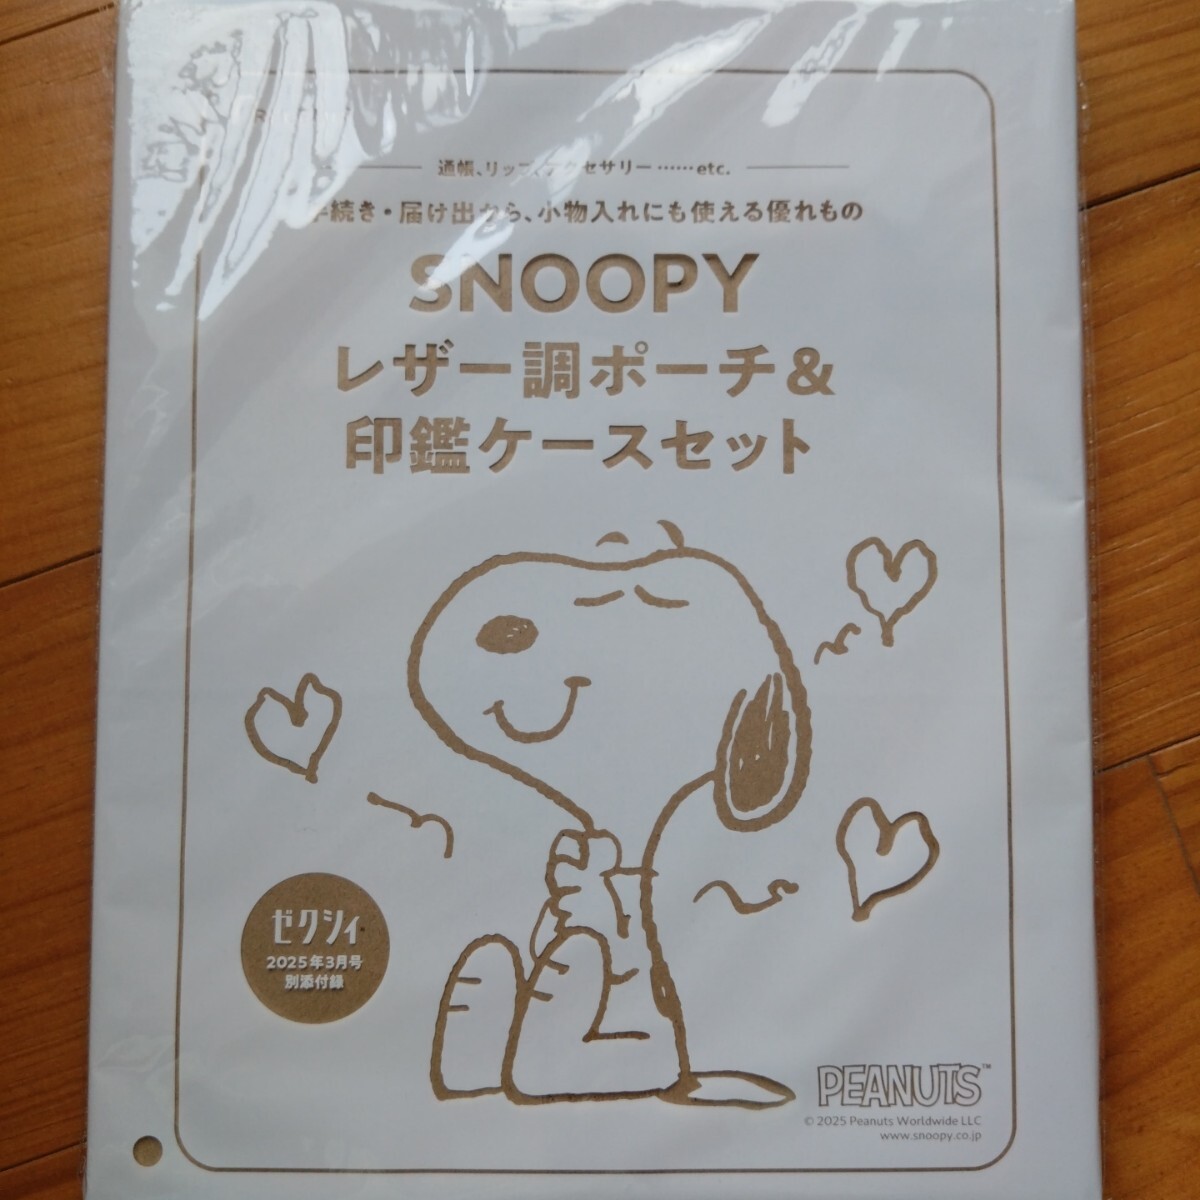 通帳、リップ、アクセサリー……etc.
手続き・届け出から、小物入れにも使える優れもの
SNOOPY
レザー調ポーチ&
印鑑ケースセット
ゼクシィ
2025年3月号
別添付録
PEANUTS™
© 2025 Peanuts Worldwide LLC
www.snoopy.co.jp